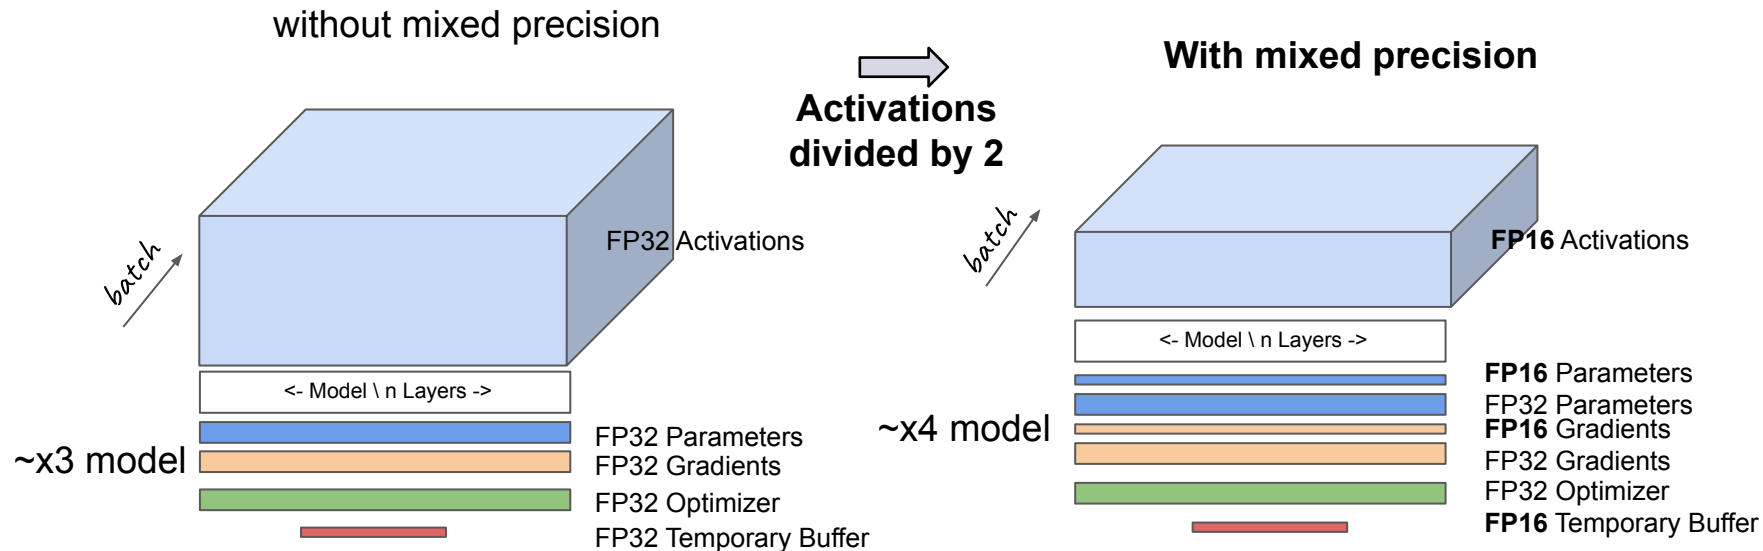 without mixed precision
FP32 Activations
batch
<- Model \ n Layers ->
~x3 model
FP32 Parameters
FP32 Gradients
FP32 Optimizer
FP32 Temporary Buffer
Activations
divided by 2
With mixed precision
FP16 Activations
batch
<- Model \ n Layers ->
~x4 model
FP16 Parameters
FP32 Parameters
FP16 Gradients
FP32 Gradients
FP32 Optimizer
FP16 Temporary Buffer